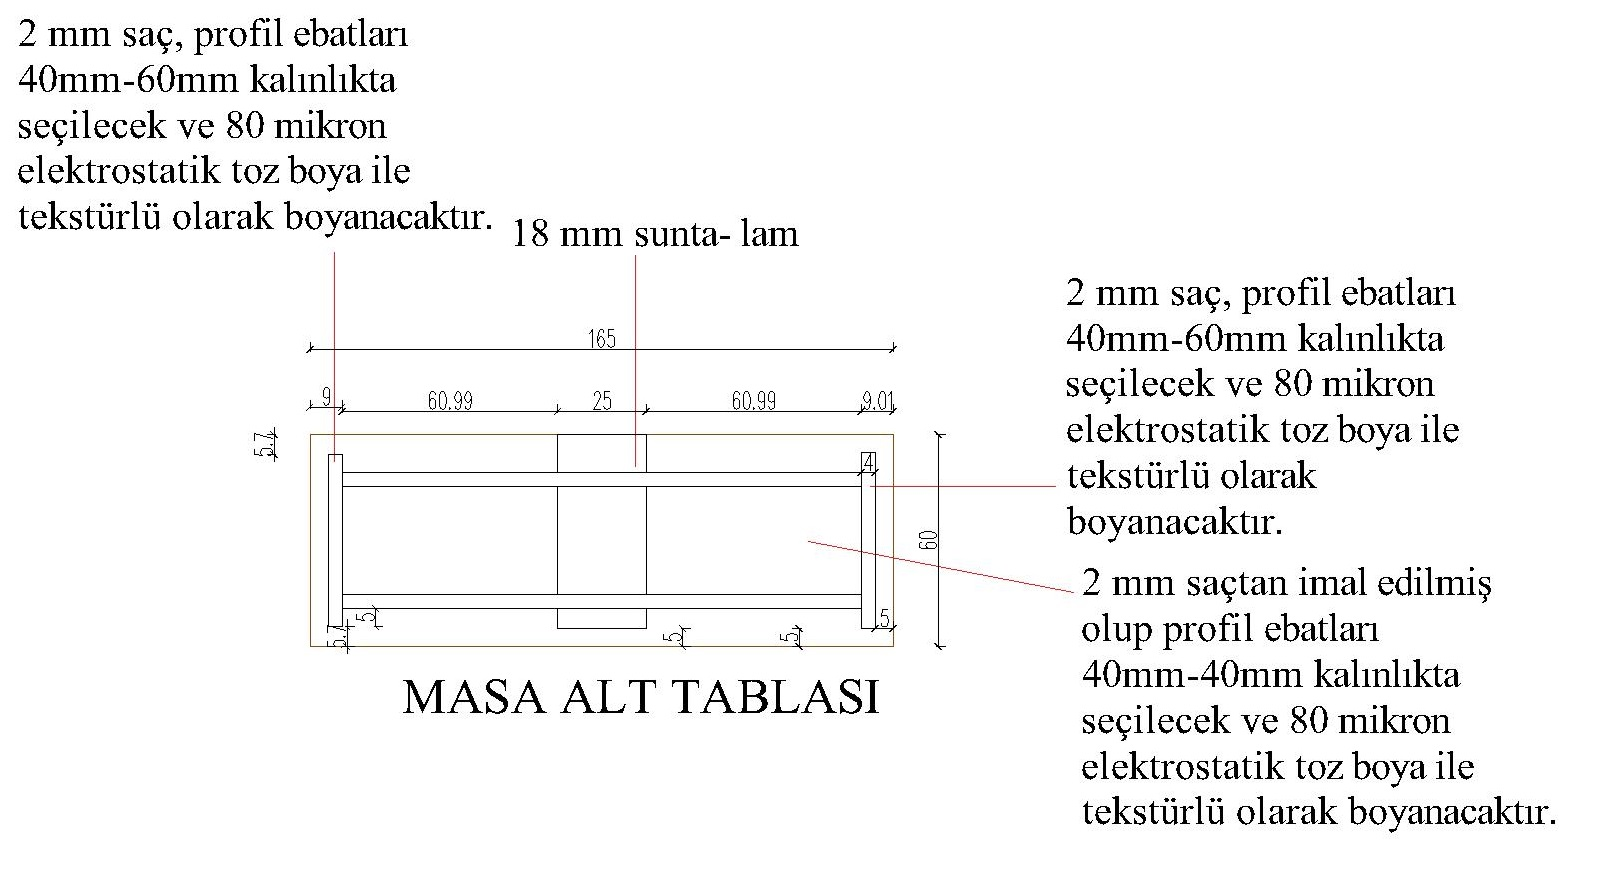 2 mm saç, profil ebatları
40mm-60mm kalınlıkta
seçilecek ve 80 mikron
elektrostatik toz boya ile
tekstürlü olarak boyanacaktır.
18 mm sunta- lam
2 mm saç, profil ebatları
40mm-60mm kalınlıkta
seçilecek ve 80 mikron
elektrostatik toz boya ile
tekstürlü olarak
boyanacaktır.
165
9
60.99
25
60.99
9.01
5.7
4
60
5
5.7
5
5
5
2 mm saçtan imal edilmiş
olup profil ebatları
40mm-40mm kalınlıkta
seçilecek ve 80 mikron
elektrostatik toz boya ile
tekstürlü olarak boyanacaktır.
MASA ALT TABLASI